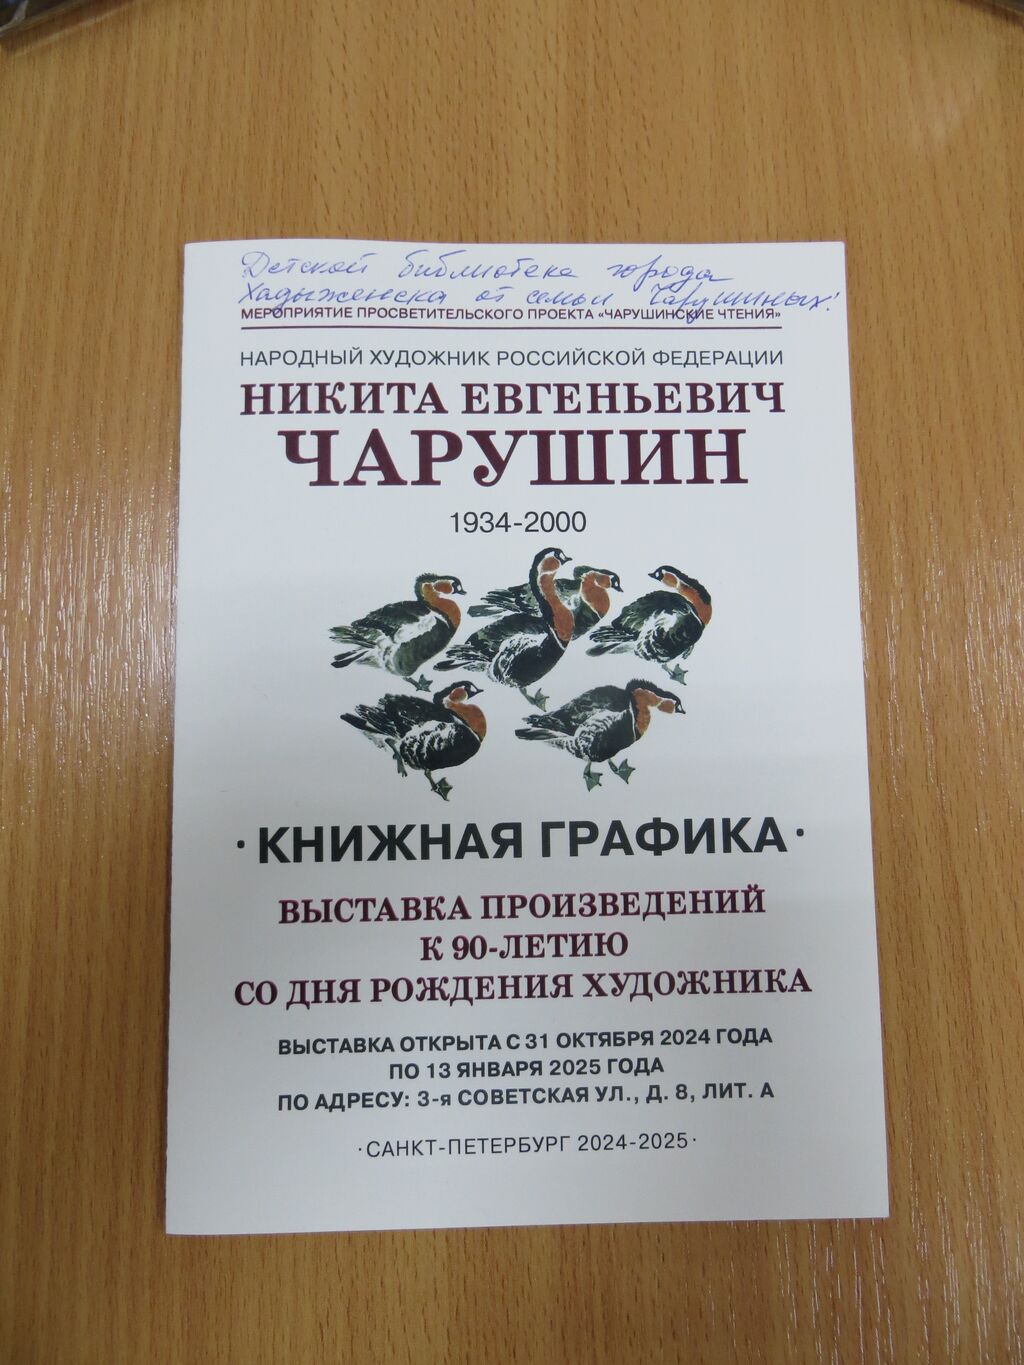 Детской библиотеке города
Хадыженска от семьи Чарушиных!
МЕРОПРИЯТИЕ ПРОСВЕТИТЕЛЬСКОГО ПРОЕКТА «ЧАРУШИНСКИЕ ЧТЕНИЯ»
НАРОДНЫЙ ХУДОЖНИК РОССИЙСКОЙ ФЕДЕРАЦИИ
НИКИТА ЕВГЕНЬЕВИЧ
ЧАРУШИН
1934-2000
· КНИЖНАЯ ГРАФИКА ·
ВЫСТАВКА ПРОИЗВЕДЕНИЙ
К 90-ЛЕТИЮ
СО ДНЯ РОЖДЕНИЯ ХУДОЖНИКА
ВЫСТАВКА ОТКРЫТА С 31 ОКТЯБРЯ 2024 ГОДА
ПО 13 ЯНВАРЯ 2025 ГОДА
ПО АДРЕСУ: 3-я СОВЕТСКАЯ УЛ., Д. 8, ЛИТ. А
·САНКТ-ПЕТЕРБУРГ 2024-2025·